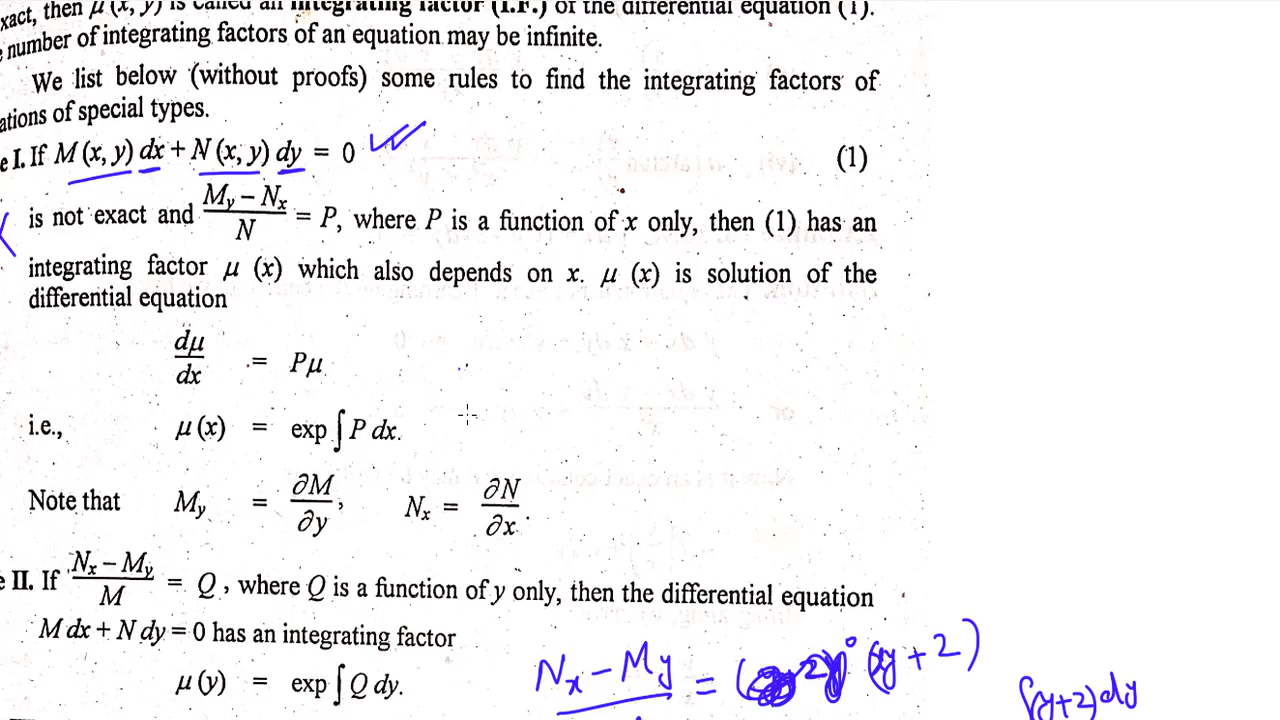 xact, then μ (x, y) is called an integrating factor (I.F.) of the differential equation (1).
number of integrating factors of an equation may be infinite.
We list below (without proofs) some rules to find the integrating factors of
ations of special types.
e I. If M (x, y) dx + N (x, y) dy = 0 (1)
is not exact and (M_y − N_x)/N = P, where P is a function of x only, then (1) has an
integrating factor μ (x) which also depends on x. μ (x) is solution of the
differential equation
dμ/dx = Pμ
i.e., μ (x) = exp ∫ P dx.
Note that M_y = ∂M/∂y, N_x = ∂N/∂x.
e II. If (N_x − M_y)/M = Q, where Q is a function of y only, then the differential equation
M dx + N dy = 0 has an integrating factor
μ (y) = exp ∫ Q dy.
N_x − M_y = (y + 2)
(y+2) dy